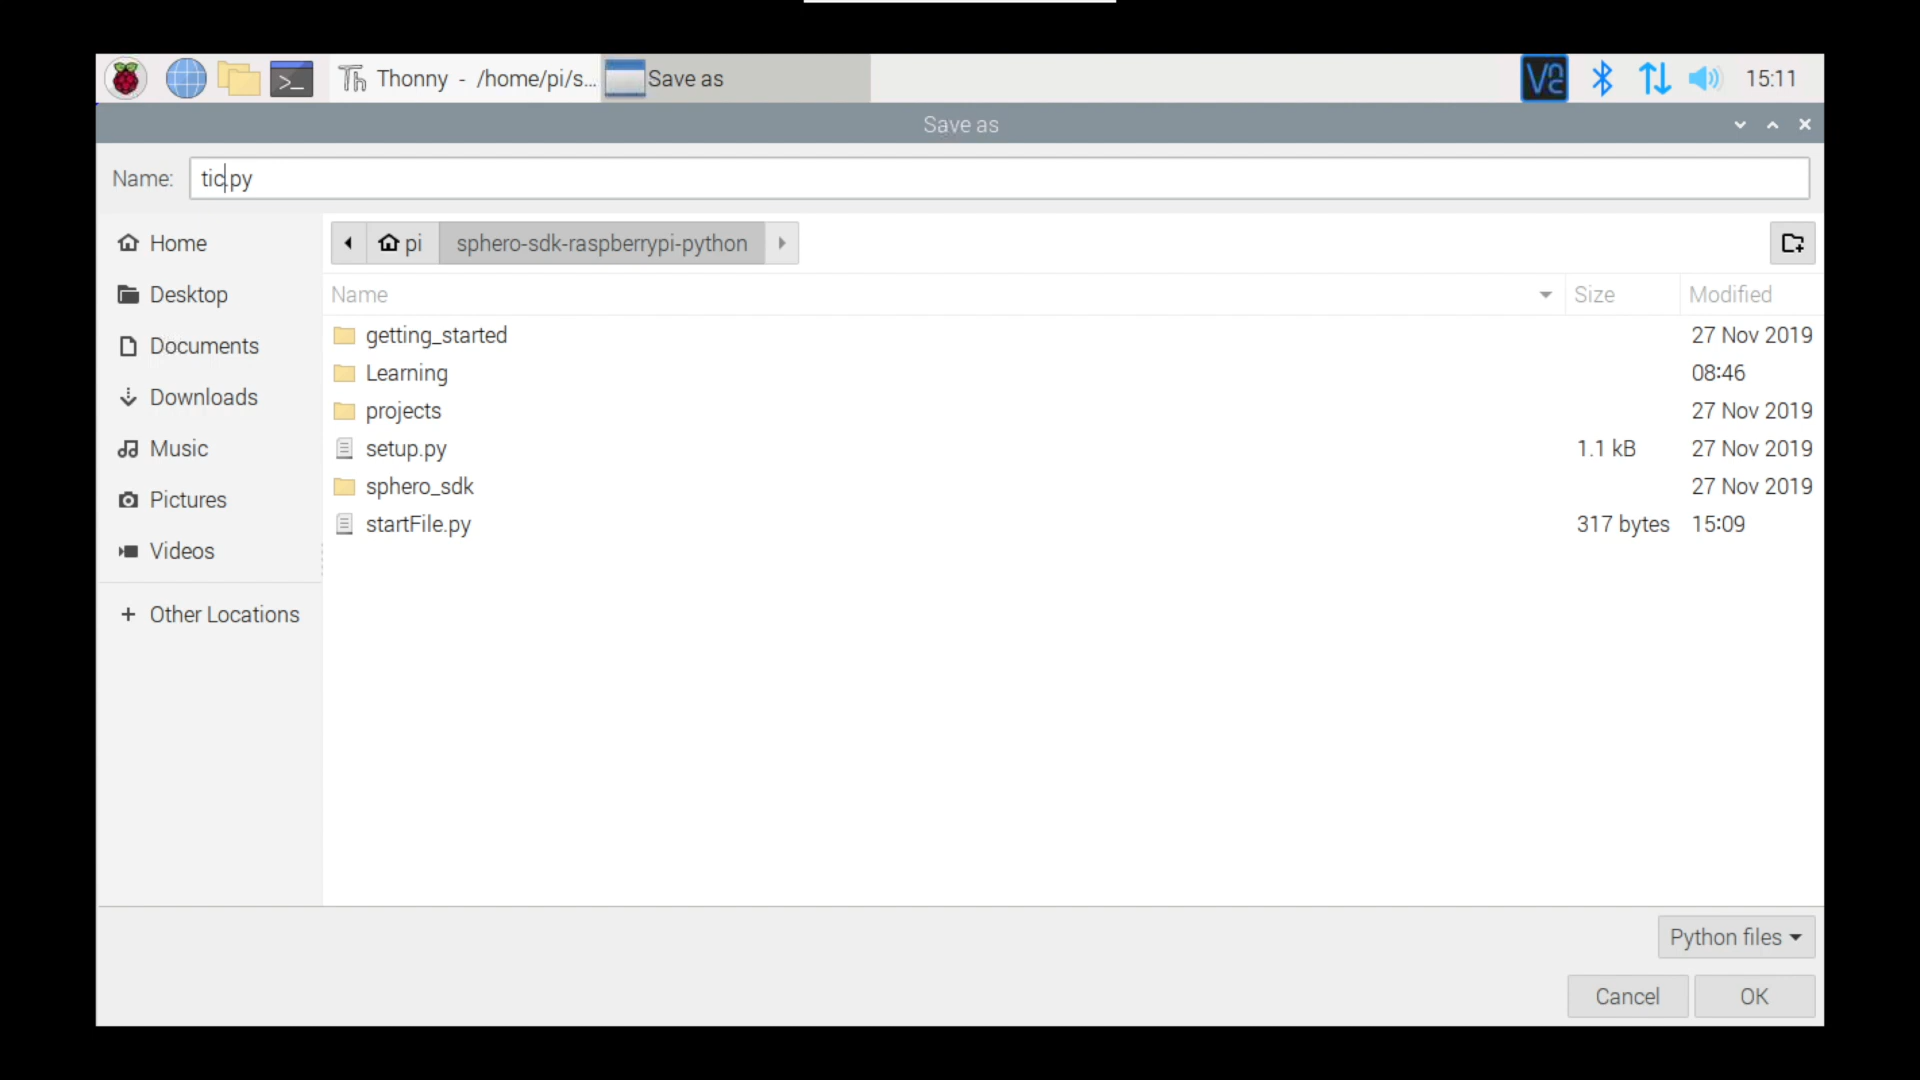 Thonny - /home/pi/s... Save as 15:11
Save as
Name: tic.py
Home
Desktop
Documents
Downloads
Music
Pictures
Videos
Other Locations
pi sphero-sdk-raspberrypi-python
Name Size Modified
getting_started 27 Nov 2019
Learning 08:46
projects 27 Nov 2019
setup.py 1.1 kB 27 Nov 2019
sphero_sdk 27 Nov 2019
startFile.py 317 bytes 15:09
Python files
Cancel OK